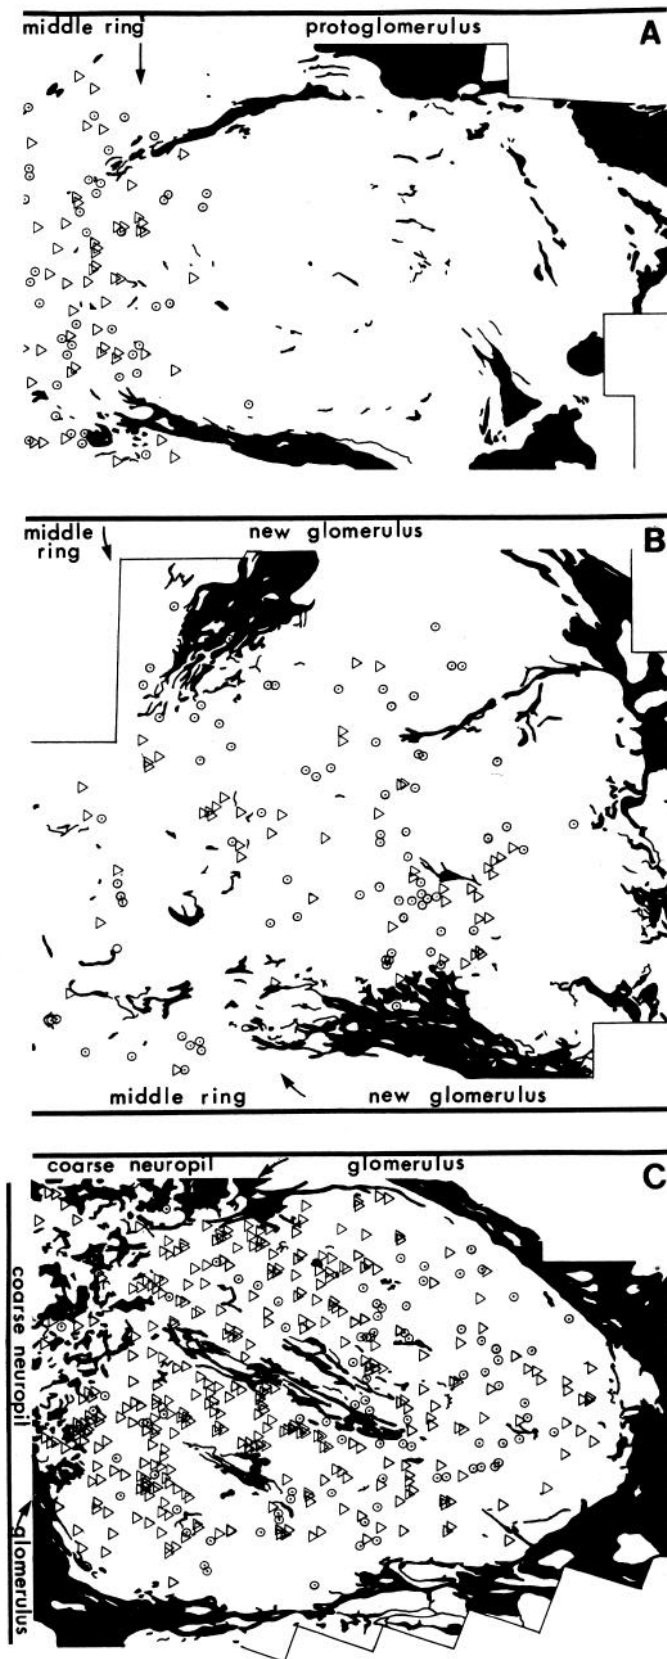 middle ring protoglomerulus A
middle new glomerulus B
ring
middle ring new glomerulus
coarse neuropil glomerulus C
coarse neuropil
glomerulus